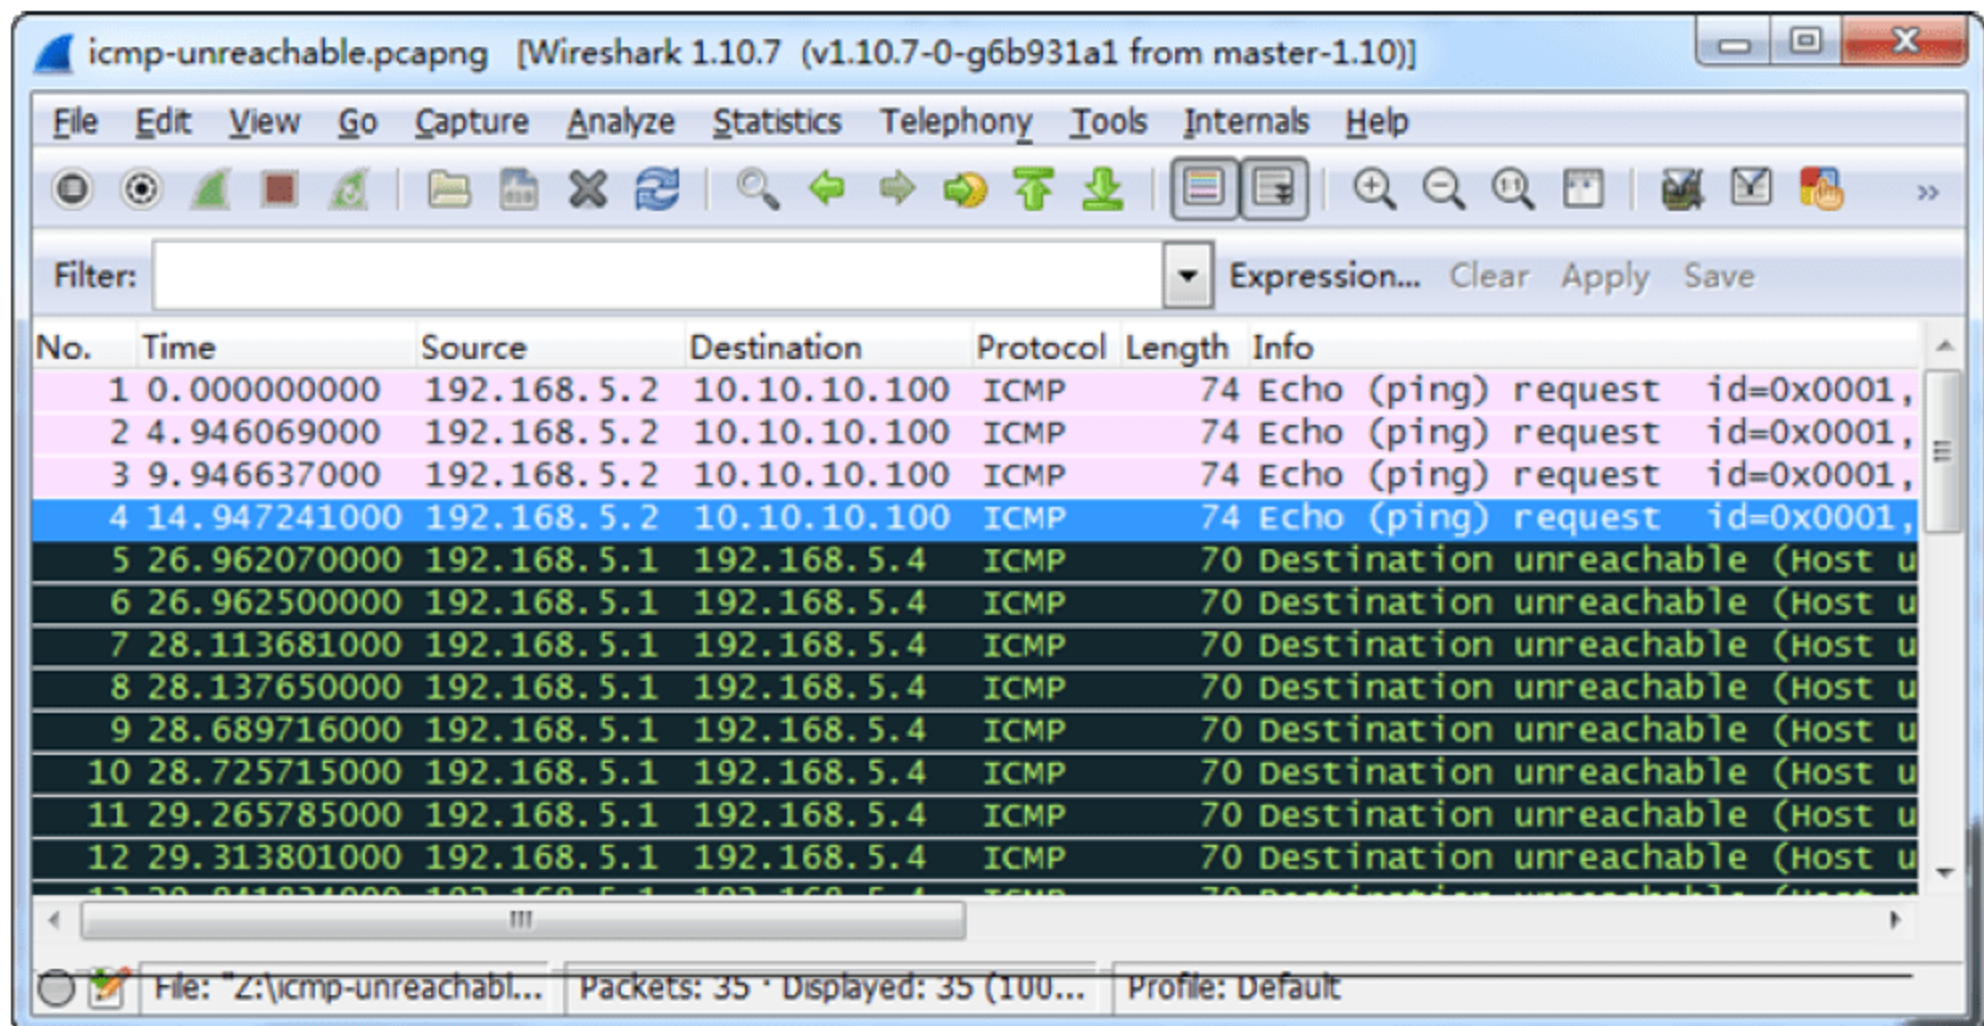 icmp-unreachable.pcapng [Wireshark 1.10.7 (v1.10.7-0-g6b931a1 from master-1.10)]
File Edit View Go Capture Analyze Statistics Telephony Tools Internals Help
Filter: Expression... Clear Apply Save
No. Time Source Destination Protocol Length Info
1 0.000000000 192.168.5.2 10.10.10.100 ICMP 74 Echo (ping) request id=0x0001,
2 4.946069000 192.168.5.2 10.10.10.100 ICMP 74 Echo (ping) request id=0x0001,
3 9.946637000 192.168.5.2 10.10.10.100 ICMP 74 Echo (ping) request id=0x0001,
4 14.947241000 192.168.5.2 10.10.10.100 ICMP 74 Echo (ping) request id=0x0001,
5 26.962070000 192.168.5.1 192.168.5.4 ICMP 70 Destination unreachable (Host u
6 26.962500000 192.168.5.1 192.168.5.4 ICMP 70 Destination unreachable (Host u
7 28.113681000 192.168.5.1 192.168.5.4 ICMP 70 Destination unreachable (Host u
8 28.137650000 192.168.5.1 192.168.5.4 ICMP 70 Destination unreachable (Host u
9 28.689716000 192.168.5.1 192.168.5.4 ICMP 70 Destination unreachable (Host u
10 28.725715000 192.168.5.1 192.168.5.4 ICMP 70 Destination unreachable (Host u
11 29.265785000 192.168.5.1 192.168.5.4 ICMP 70 Destination unreachable (Host u
12 29.313801000 192.168.5.1 192.168.5.4 ICMP 70 Destination unreachable (Host u
File: "Z:\icmp-unreachabl... Packets: 35 · Displayed: 35 (100... Profile: Default